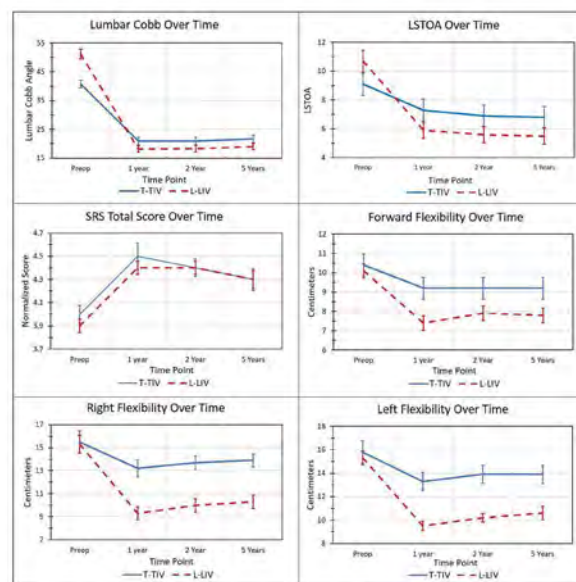 Lumbar Cobb Over Time
Lumbar Cobb Angle
55
45
35
25
15
Preop 1 year 2 Year 5 Years
Time Point
T-TIV L-LIV
LSTOA Over Time
LSTOA
12
10
8
6
4
Preop 1 year 2 Years 5 Years
Time Point
T-TIV L-LIV
SRS Total Score Over Time
Normalized Score
4.7
4.5
4.3
4.1
3.9
3.7
Preop 1 year 2 Year 5 Years
Time Point
T-TIV L-LIV
Forward Flexibility Over Time
Centimeters
12
11
10
9
8
7
6
Preop 1 year 2 Year 5 Years
Time Point
T-TIV L-LIV
Right Flexibility Over Time
Centimeters
15
13
11
9
7
Preop 1 year 2 Year 5 Years
Time Point
T-TIV L-LIV
Left Flexibility Over Time
Centimeters
16
14
12
10
8
Preop 1 year 2 Year 5 Years
Time Point
T-TIV L-LIV